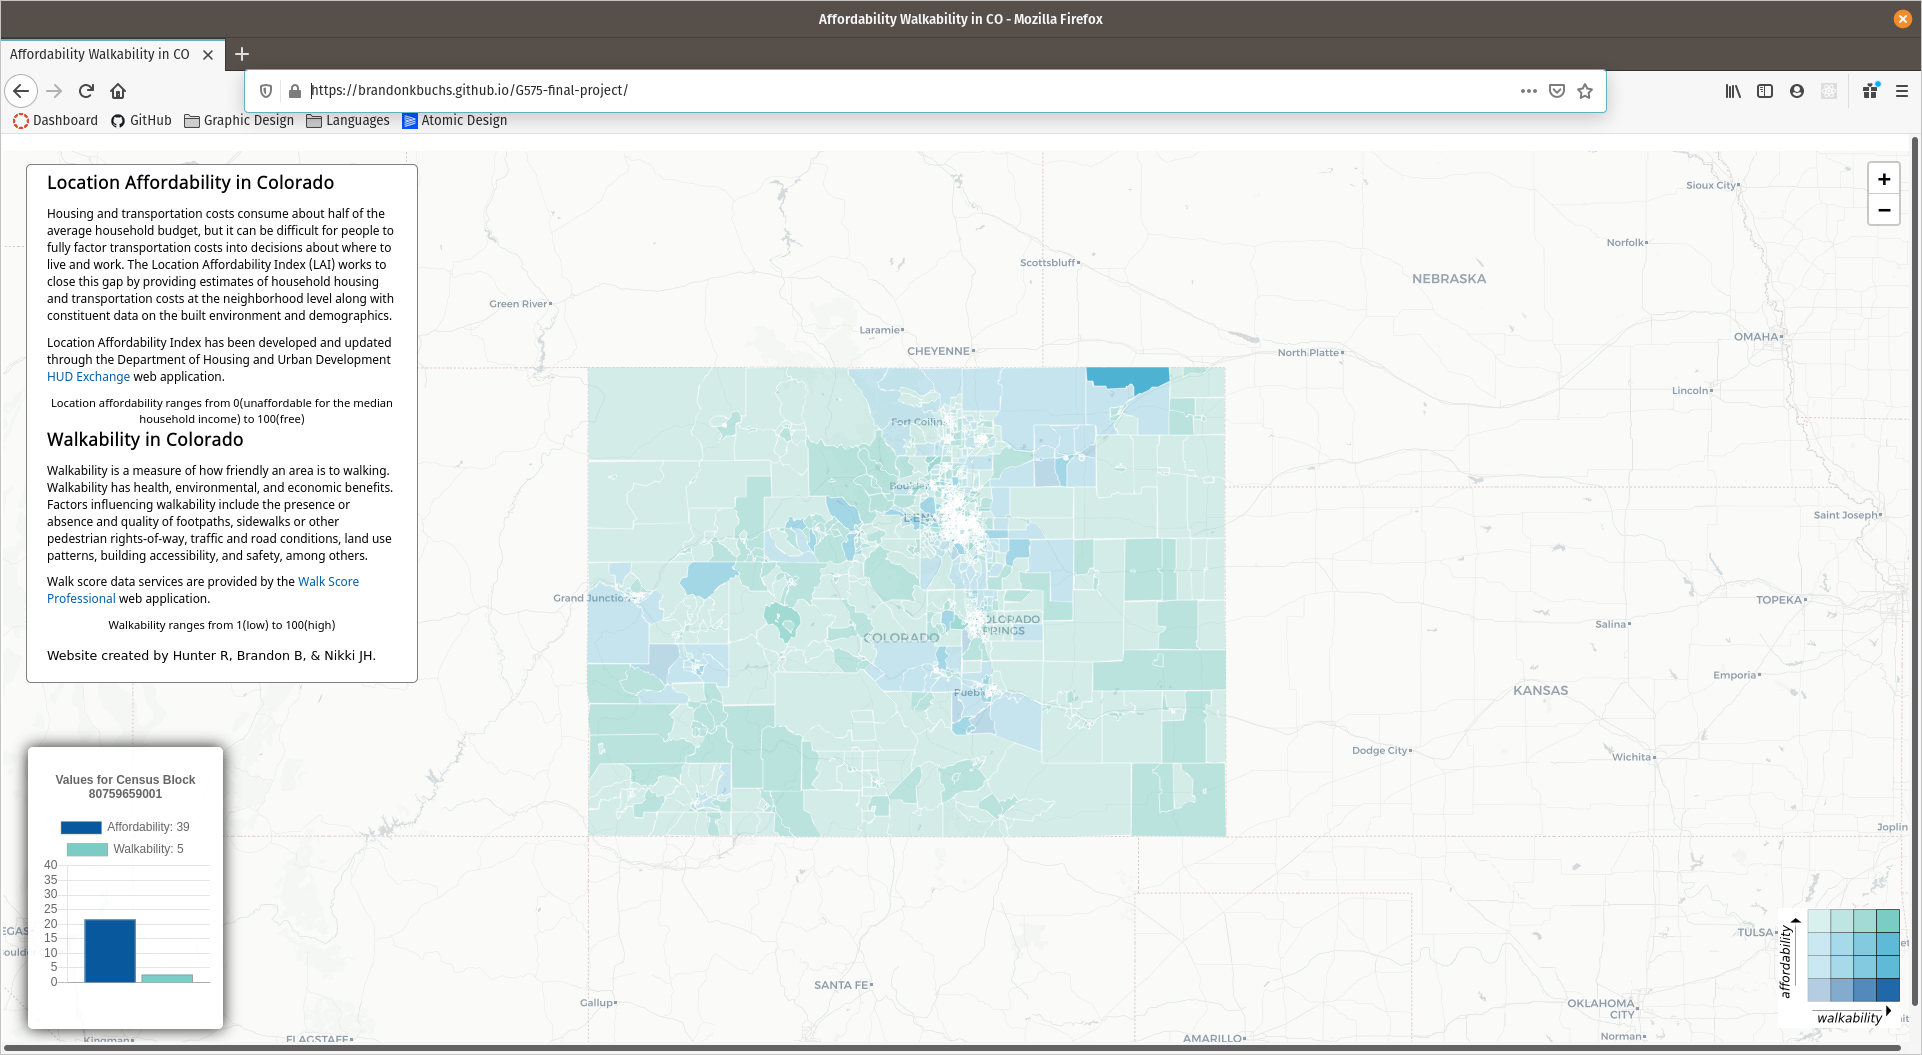 Affordability Walkability in CO - Mozilla Firefox
Affordability Walkability in CO
https://brandonkbuchs.github.io/G575-final-project/
Dashboard GitHub Graphic Design Languages Atomic Design
Location Affordability in Colorado
Housing and transportation costs consume about half of the
average household budget, but it can be difficult for people to
fully factor transportation costs into decisions about where to
live and work. The Location Affordability Index (LAI) works to
close this gap by providing estimates of household housing
and transportation costs at the neighborhood level along with
constituent data on the built environment and demographics.
Location Affordability Index has been developed and updated
through the Department of Housing and Urban Development
HUD Exchange web application.
Location affordability ranges from 0(unaffordable for the median
household income) to 100(free)
Walkability in Colorado
Walkability is a measure of how friendly an area is to walking.
Walkability has health, environmental, and economic benefits.
Factors influencing walkability include the presence or
absence and quality of footpaths, sidewalks or other
pedestrian rights-of-way, traffic and road conditions, land use
patterns, building accessibility, and safety, among others.
Walk score data services are provided by the Walk Score
Professional web application.
Walkability ranges from 1(low) to 100(high)
Website created by Hunter R, Brandon B, & Nikki JH.
Values for Census Block
80759659001
Affordability: 39
Walkability: 5
40
35
30
25
20
15
10
5
0
+
−
Sioux City
Norfolk
Scottsbluff
NEBRASKA
Green River
Laramie
OMAHA
CHEYENNE
North Platte
Lincoln
Fort Collin
Boulder
Saint Joseph
Grand Junction
TOPEKA
COLORADO
Salina
Emporia
KANSAS
Pueb
Dodge City
Wichita
Joplin
TULSA
SANTA FE
Gallup
OKLAHOMA
CITY
Norman
AMARILLO
FLAGSTAFF
Kingman
affordability
walkability